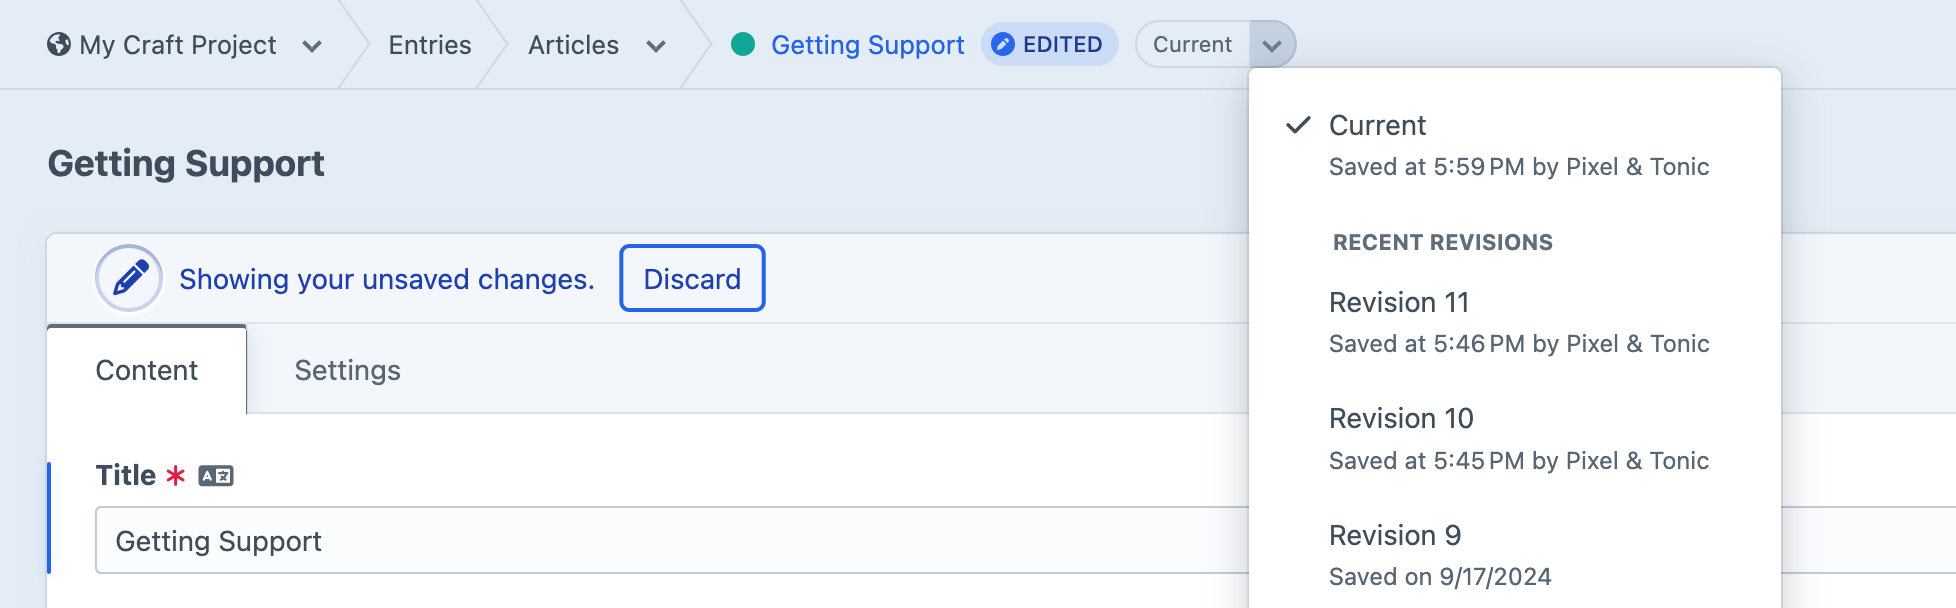 My Craft Project
Entries
Articles
Getting Support
EDITED
Current
Getting Support
Showing your unsaved changes.
Discard
Content
Settings
Title *
Getting Support
Current
Saved at 5:59 PM by Pixel & Tonic
RECENT REVISIONS
Revision 11
Saved at 5:46 PM by Pixel & Tonic
Revision 10
Saved at 5:45 PM by Pixel & Tonic
Revision 9
Saved on 9/17/2024